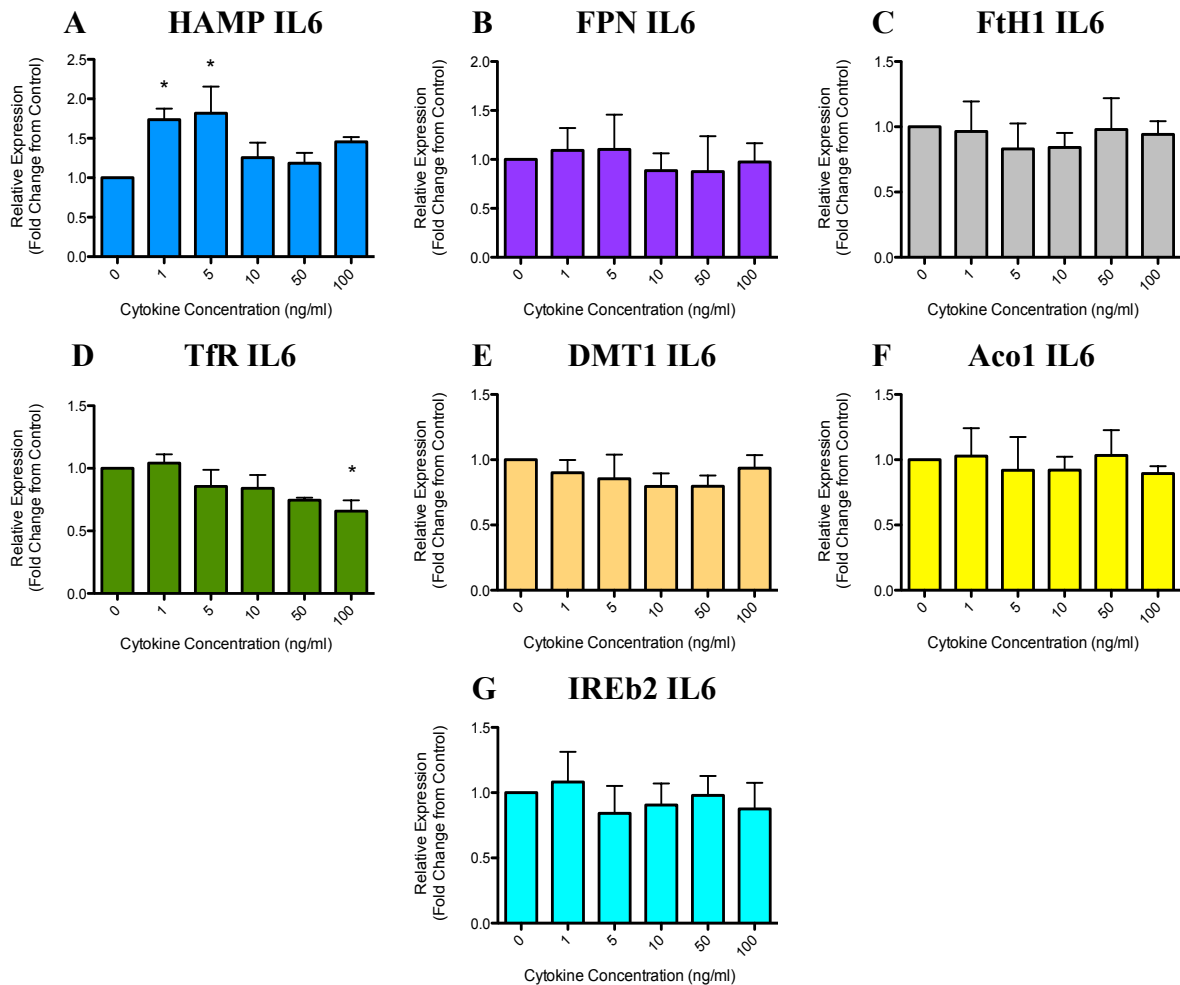 A HAMP IL6
Relative Expression
(Fold Change from Control)
2.5
2.0
1.5
1.0
0.5
0.0
* *
0 1 5 10 50 100
Cytokine Concentration (ng/ml)
B FPN IL6
Relative Expression
(Fold Change from Control)
2.0
1.5
1.0
0.5
0.0
0 1 5 10 50 100
Cytokine Concentration (ng/ml)
C FtH1 IL6
Relative Expression
(Fold Change from Control)
1.5
1.0
0.5
0.0
0 1 5 10 50 100
Cytokine Concentration (ng/ml)
D TfR IL6
Relative Expression
(Fold Change from Control)
1.5
1.0
0.5
0.0
*
0 1 5 10 50 100
Cytokine Concentration (ng/ml)
E DMT1 IL6
Relative Expression
(Fold Change from Control)
1.5
1.0
0.5
0.0
0 1 5 10 50 100
Cytokine Concentration (ng/ml)
F Aco1 IL6
Relative Expression
(Fold Change from Control)
1.5
1.0
0.5
0.0
0 1 5 10 50 100
Cytokine Concentration (ng/ml)
G IREb2 IL6
Relative Expression
(Fold Change from Control)
1.5
1.0
0.5
0.0
0 1 5 10 50 100
Cytokine Concentration (ng/ml)